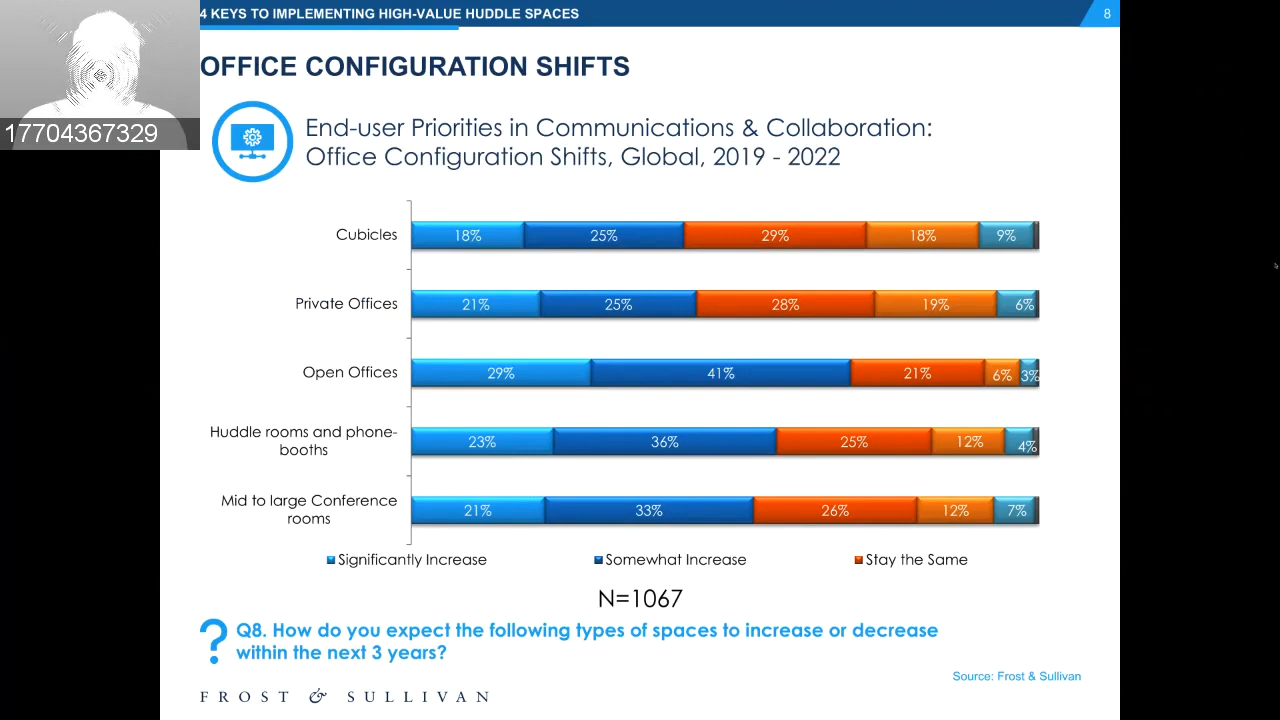 4 KEYS TO IMPLEMENTING HIGH-VALUE HUDDLE SPACES
8
OFFICE CONFIGURATION SHIFTS
17704367329
End-user Priorities in Communications & Collaboration:
Office Configuration Shifts, Global, 2019 - 2022
Cubicles 18% 25% 29% 18% 9%
Private Offices 21% 25% 28% 19% 6%
Open Offices 29% 41% 21% 6% 3%
Huddle rooms and phone-
booths 23% 36% 25% 12% 4%
Mid to large Conference
rooms 21% 33% 26% 12% 7%
Significantly Increase Somewhat Increase Stay the Same
N=1067
? Q8. How do you expect the following types of spaces to increase or decrease
within the next 3 years?
Source: Frost & Sullivan
FROST & SULLIVAN